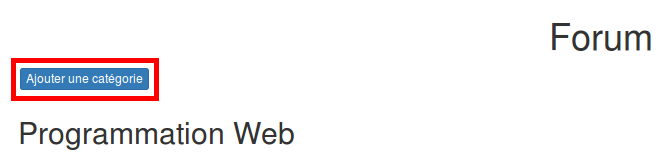 Forum
Ajouter une catégorie
Programmation Web